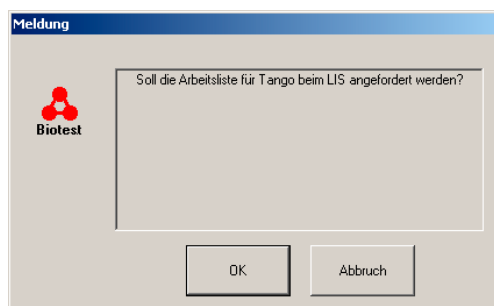 Meldung
Soll die Arbeitsliste für Tango beim LIS angefordert werden?
Biotest
OK
Abbruch